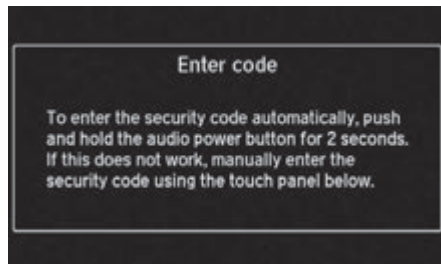 Enter code
To enter the security code automatically, push
and hold the audio power button for 2 seconds.
If this does not work, manually enter the
security code using the touch panel below.